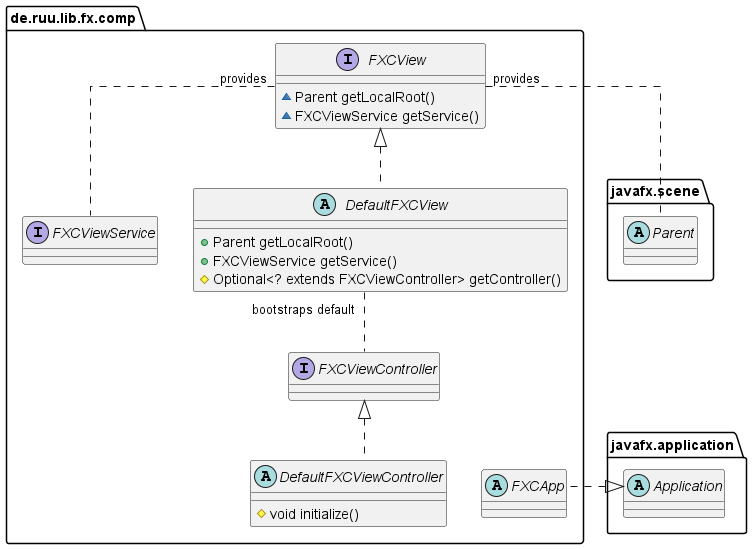 de.ruu.lib.fx.comp
I FXCView
Parent getLocalRoot()
FXCViewService getService()
provides
provides
I FXCViewService
A DefaultFXCView
Parent getLocalRoot()
FXCViewService getService()
Optional<? extends FXCViewController> getController()
javafx.scene
A Parent
bootstraps default
I FXCViewController
A DefaultFXCViewController
void initialize()
A FXCApp
javafx.application
A Application